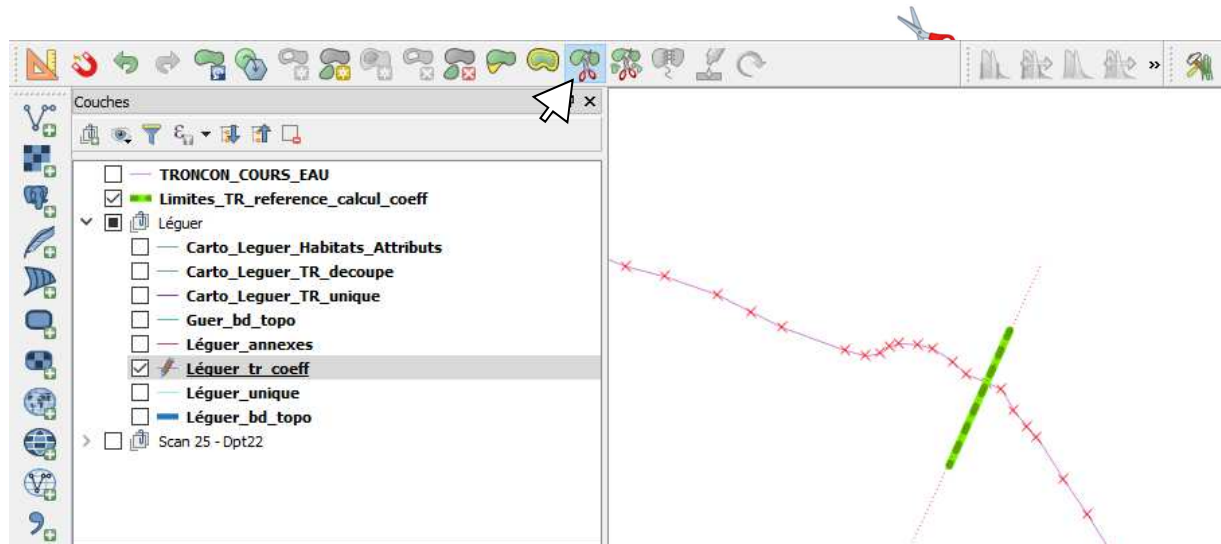 Couches
TRONCON_COURS_EAU
Limites_TR_reference_calcul_coeff
Léguer
Carto_Leguer_Habitats_Attributs
Carto_Leguer_TR_decoupe
Carto_Leguer_TR_unique
Guer_bd_topo
Léguer_annexes
Léguer_tr_coeff
Léguer_unique
Léguer_bd_topo
Scan 25 - Dpt22